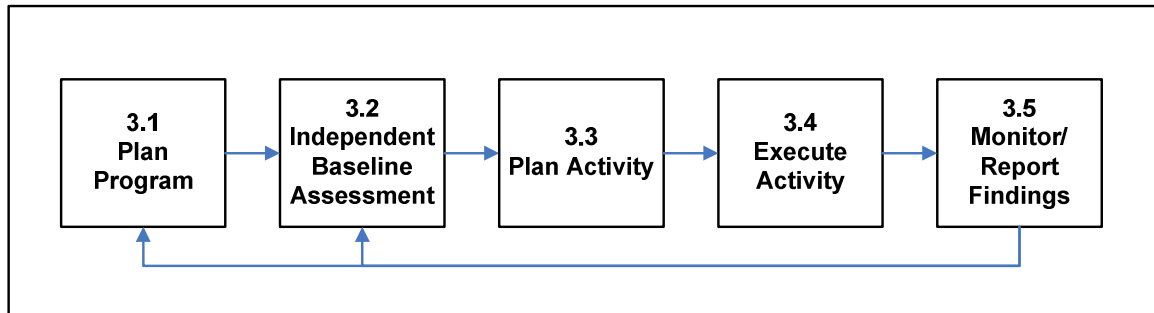 3.1
Plan
Program
3.2
Independent
Baseline
Assessment
3.3
Plan Activity
3.4
Execute
Activity
3.5
Monitor/
Report
Findings